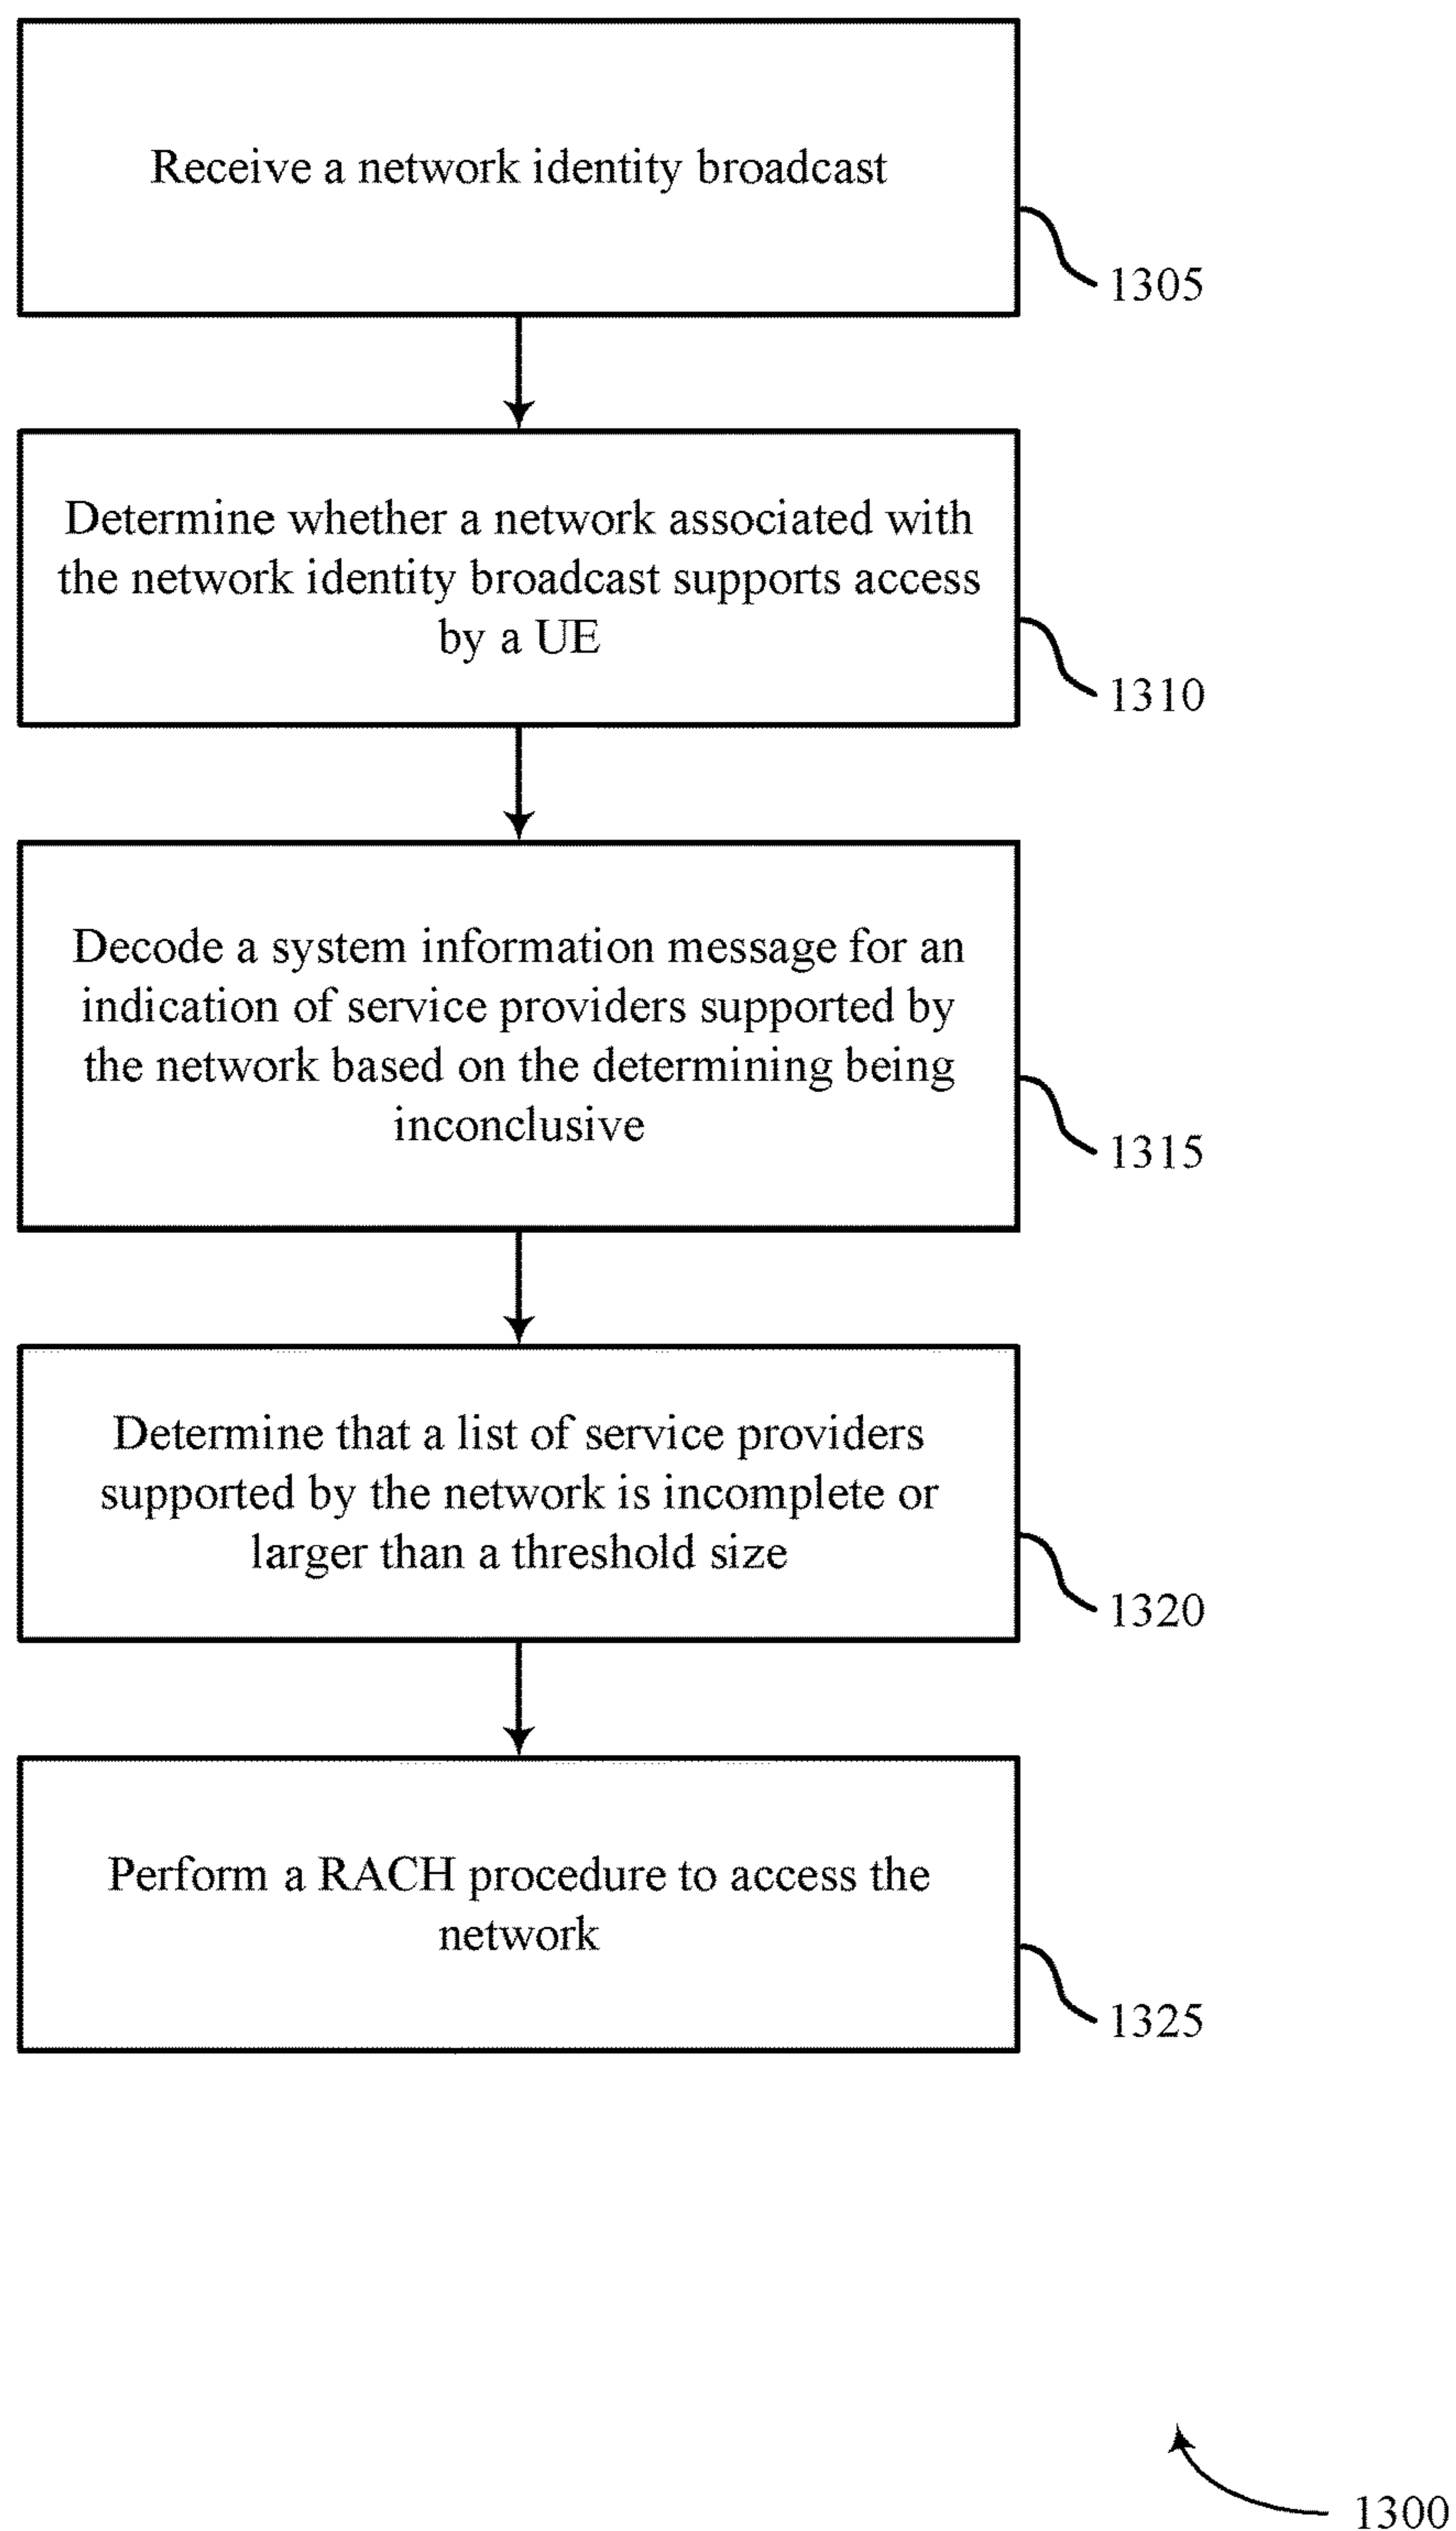 Receive a network identity broadcast
1305
Determine whether a network associated with
the network identity broadcast supports access
by a UE
1310
Decode a system information message for an
indication of service providers supported by
the network based on the determining being
inconclusive
1315
Determine that a list of service providers
supported by the network is incomplete or
larger than a threshold size
1320
Perform a RACH procedure to access the
network
1325
1300